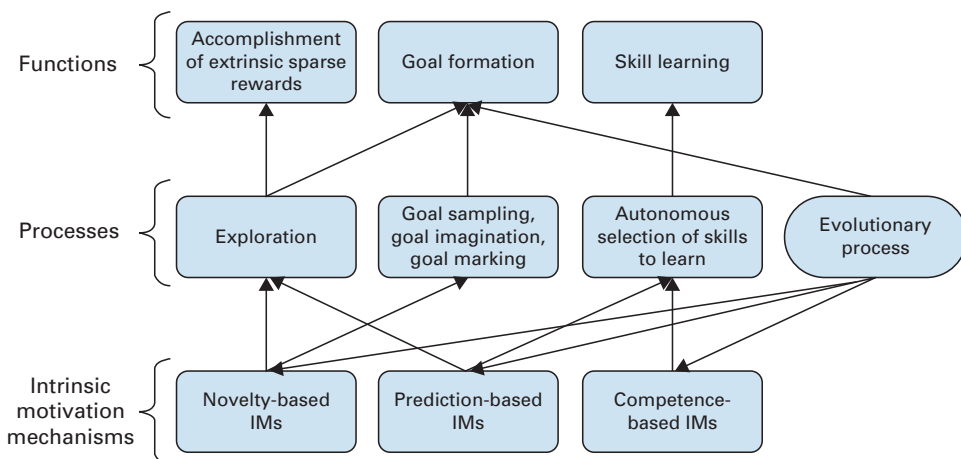 Functions
Accomplishment
of extrinsic sparse
rewards
Goal formation
Skill learning
Processes
Exploration
Goal sampling,
goal imagination,
goal marking
Autonomous
selection of skills
to learn
Evolutionary
process
Intrinsic
motivation
mechanisms
Novelty-based
IMs
Prediction-based
IMs
Competence-
based IMs